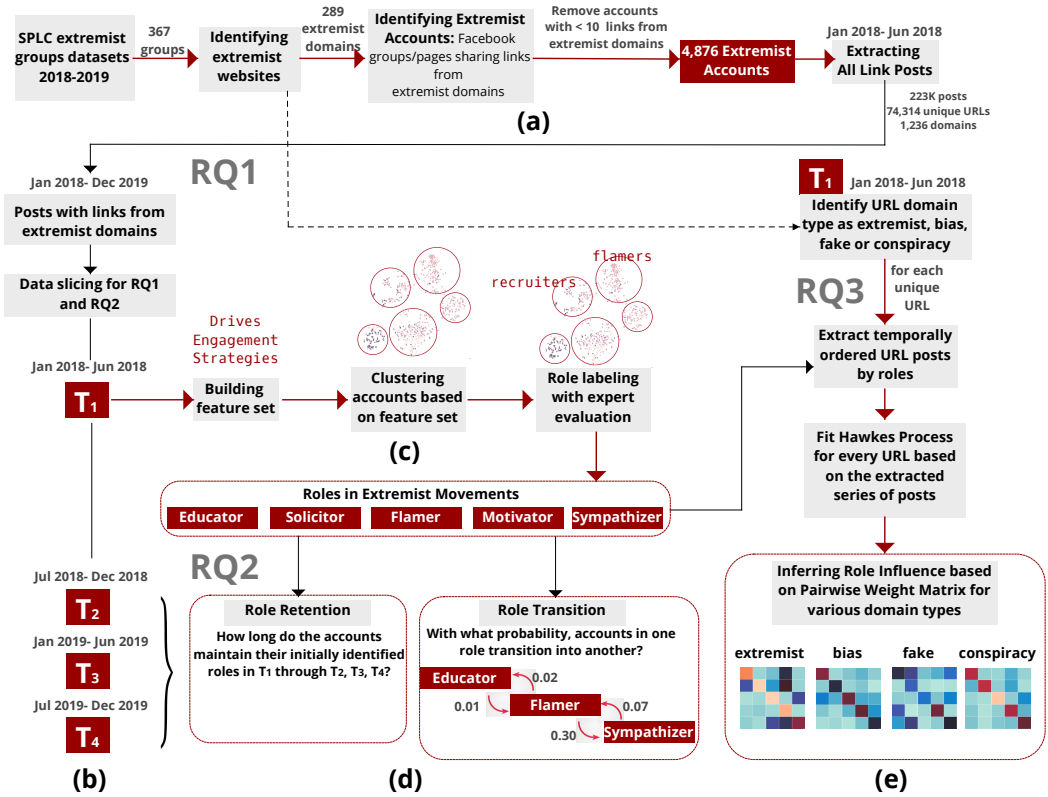 SPLC extremist
groups datasets
2018-2019
367
groups
Identifying
extremist
websites
289
extremist
domains
Identifying Extremist
Accounts: Facebook
groups/pages sharing links
from
extremist domains
Remove accounts
with < 10 links from
extremist domains
4,876 Extremist
Accounts
Jan 2018- Jun 2018
Extracting
All Link Posts
223K posts
74,314 unique URLs
1,236 domains
(a)
RQ1
Jan 2018- Dec 2019
Posts with links from
extremist domains
Data slicing for RQ1
and RQ2
Jan 2018- Jun 2018
T1
Drives
Engagement
Strategies
Building
feature set
Clustering
accounts based
on feature set
recruiters
flamers
Role labeling
with expert
evaluation
(c)
Roles in Extremist Movements
Educator
Solicitor
Flamer
Motivator
Sympathizer
Jul 2018- Dec 2018
T2
Jan 2019- Jun 2019
T3
Jul 2019- Dec 2019
T4
(b)
RQ2
Role Retention
How long do the accounts
maintain their initially identified
roles in T1 through T2, T3, T4?
Role Transition
With what probability, accounts in one
role transition into another?
Educator
0.02
0.01
Flamer
0.07
0.30
Sympathizer
(d)
T1
Jan 2018- Jun 2018
Identify URL domain
type as extremist, bias,
fake or conspiracy
RQ3
for each
unique
URL
Extract temporally
ordered URL posts
by roles
Fit Hawkes Process
for every URL based
on the extracted
series of posts
Inferring Role Influence based
on Pairwise Weight Matrix for
various domain types
extremist
bias
fake
conspiracy
(e)